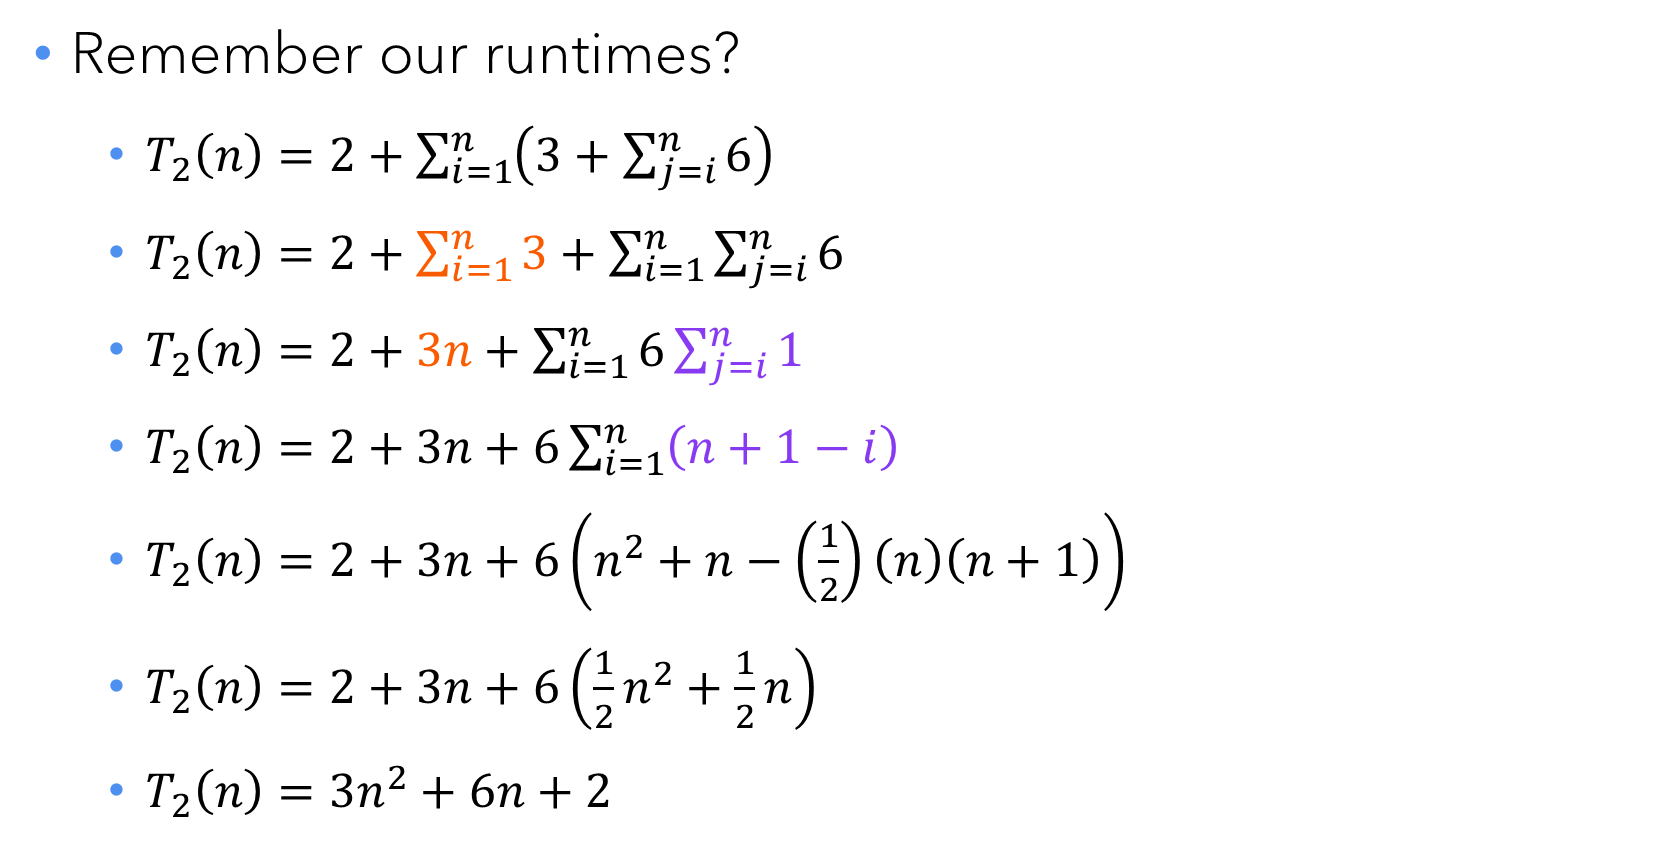 • Remember our runtimes?
• T₂(n) = 2 + ∑ⁿᵢ₌₁(3 + ∑ⁿⱼ₌ᵢ 6)
• T₂(n) = 2 + ∑ⁿᵢ₌₁ 3 + ∑ⁿᵢ₌₁ ∑ⁿⱼ₌ᵢ 6
• T₂(n) = 2 + 3n + ∑ⁿᵢ₌₁ 6 ∑ⁿⱼ₌ᵢ 1
• T₂(n) = 2 + 3n + 6 ∑ⁿᵢ₌₁(n + 1 − i)
• T₂(n) = 2 + 3n + 6 (n² + n − (1/2) (n)(n + 1))
• T₂(n) = 2 + 3n + 6 (1/2 n² + 1/2 n)
• T₂(n) = 3n² + 6n + 2